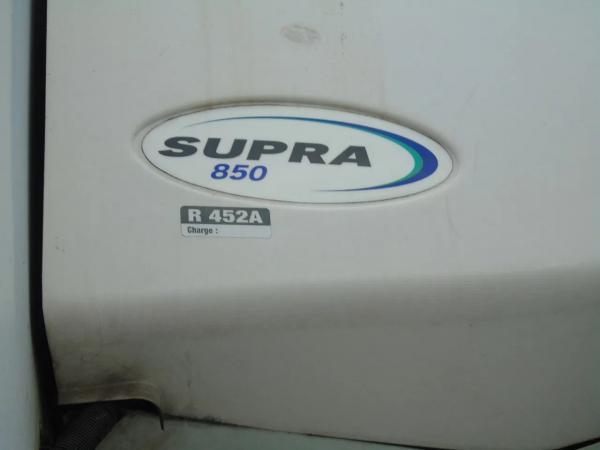 SUPRA
850
R 452A
Charge :